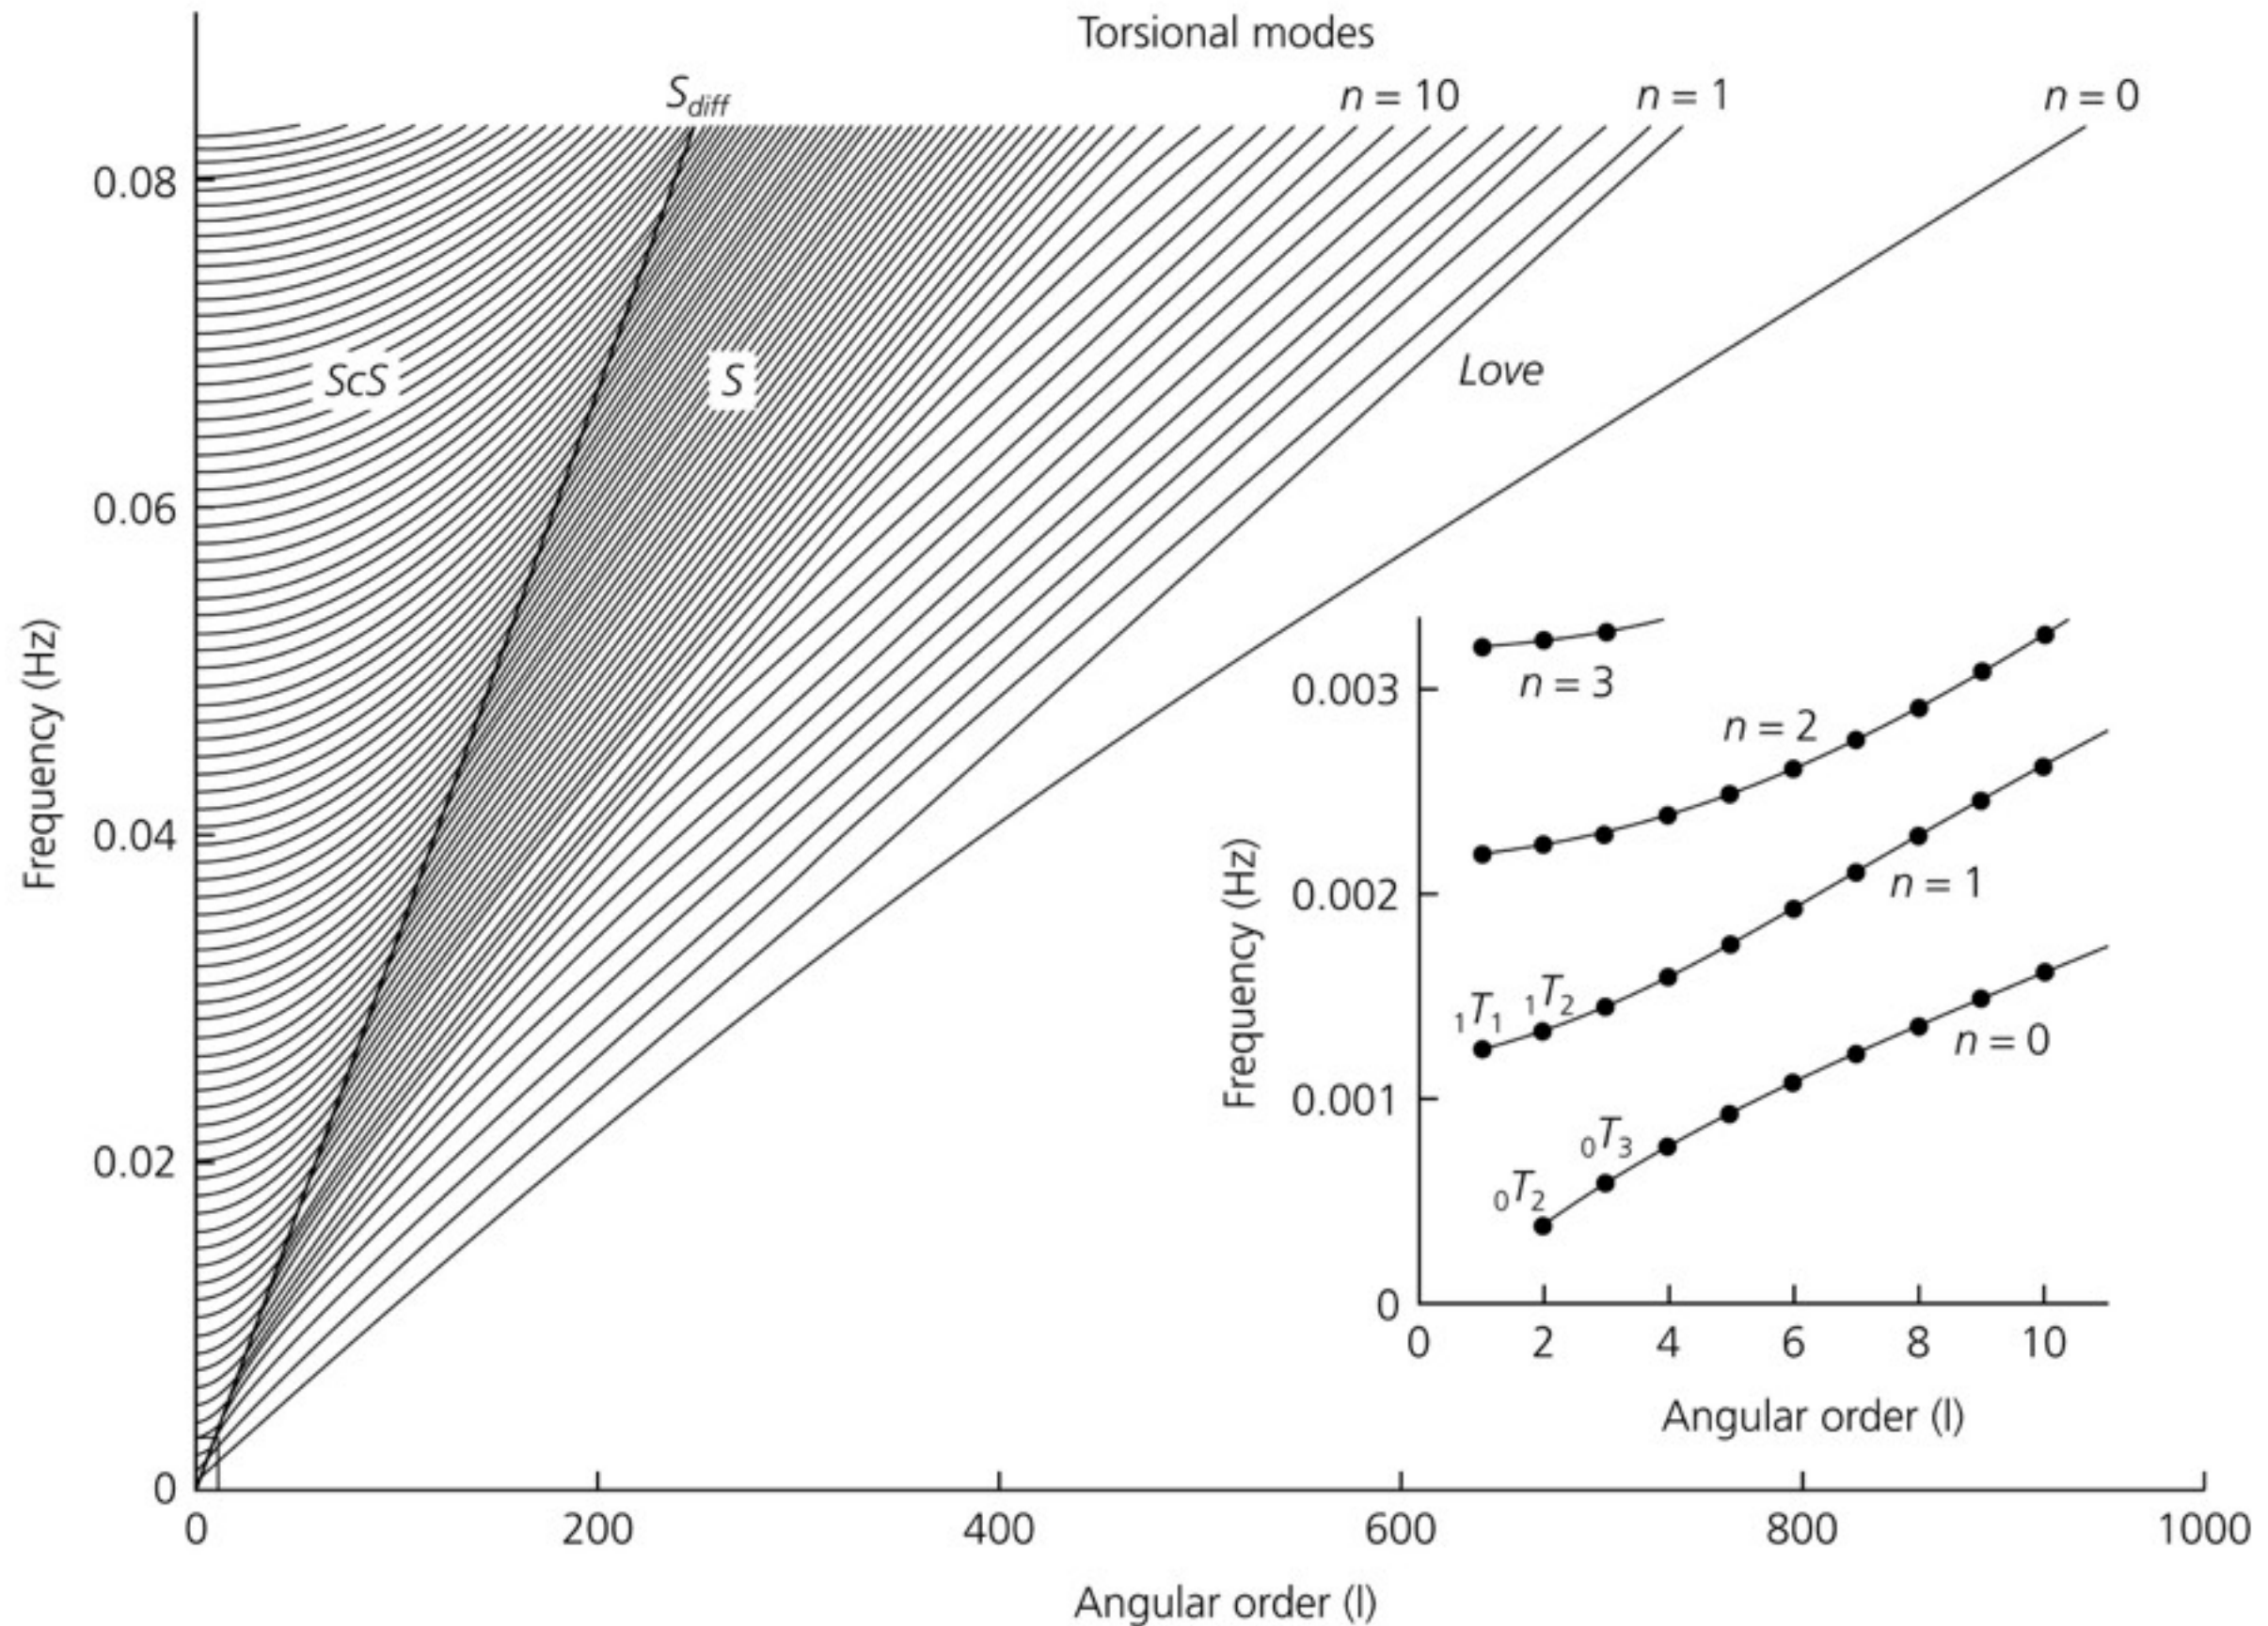 Torsional modes
S_diff
n = 10
n = 1
n = 0
0.08
0.06
0.04
0.02
0
Frequency (Hz)
ScS
S
Love
0
200
400
600
800
1000
Angular order (l)
0.003
0.002
0.001
0
Frequency (Hz)
n = 3
n = 2
n = 1
n = 0
₁T₁
₁T₂
₀T₃
₀T₂
0
2
4
6
8
10
Angular order (l)